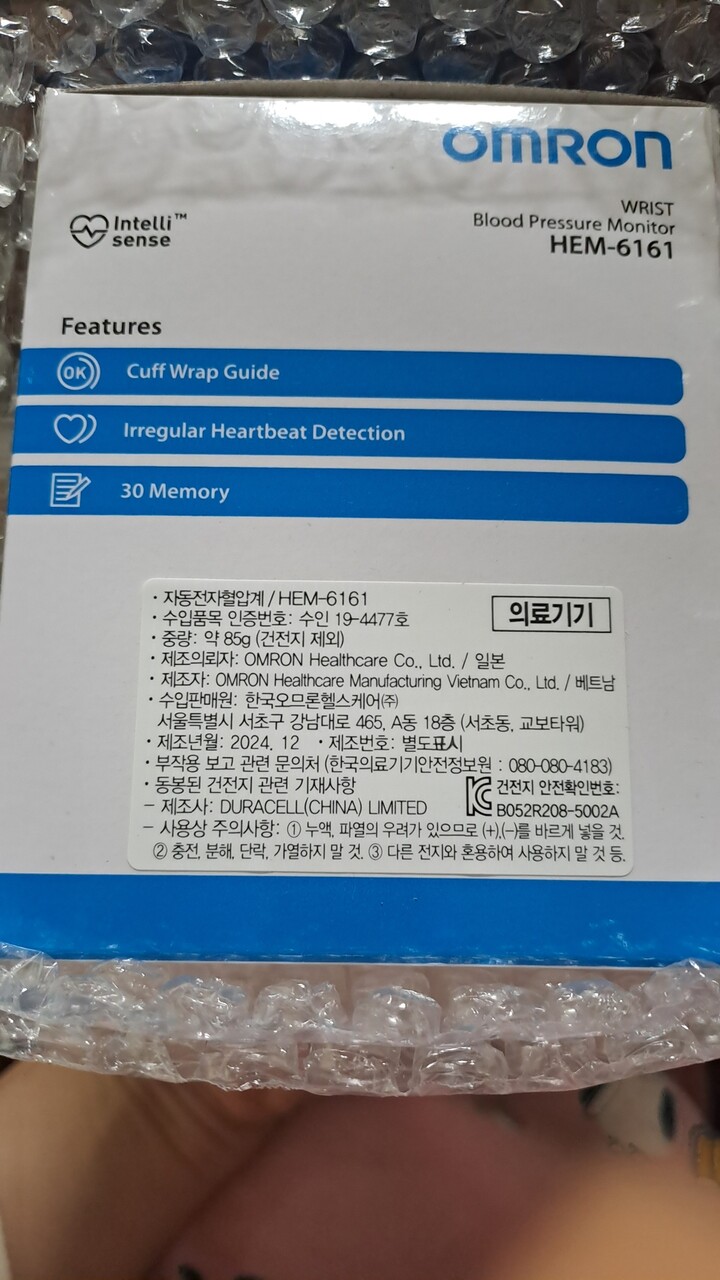 OMRON
Intelli™
sense
WRIST
Blood Pressure Monitor
HEM-6161
Features
OK Cuff Wrap Guide
Irregular Heartbeat Detection
30 Memory
· 자동전자혈압계 / HEM-6161
의료기기
· 수입품목 인증번호: 수인 19-4477호
· 중량: 약 85g (건전지 제외)
· 제조의뢰자: OMRON Healthcare Co., Ltd. / 일본
· 제조자: OMRON Healthcare Manufacturing Vietnam Co., Ltd. / 베트남
· 수입판매원: 한국오므론헬스케어㈜
서울특별시 서초구 강남대로 465, A동 18층 (서초동, 교보타워)
· 제조년월: 2024. 12 · 제조번호: 별도표시
· 부작용 보고 관련 문의처 (한국의료기기안전정보원 : 080-080-4183)
· 동봉된 건전지 관련 기재사항
– 제조사: DURACELL(CHINA) LIMITED
KC 건전지 안전확인번호:
B052R208-5002A
– 사용상 주의사항: ① 누액, 파열의 우려가 있으므로 (+),(–)를 바르게 넣을 것.
② 충전, 분해, 단락, 가열하지 말 것. ③ 다른 전지와 혼용하여 사용하지 말 것 등.